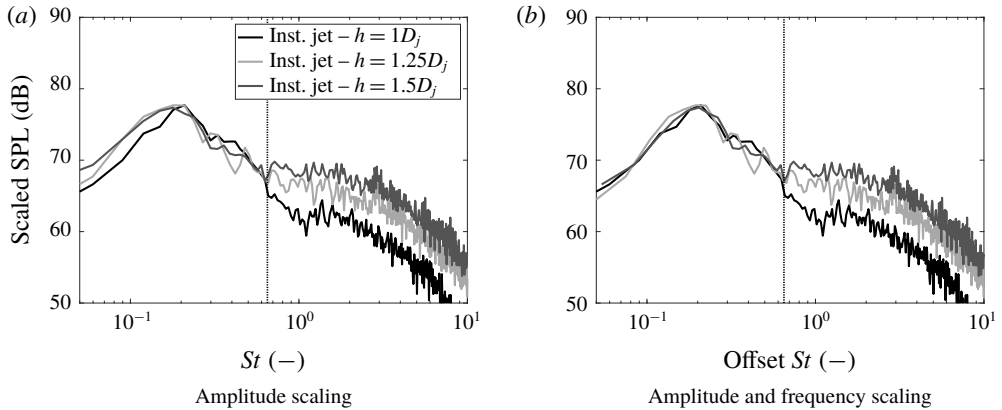 (a)
90
80
70
60
50
Scaled SPL (dB)
Inst. jet – h = 1D_j
Inst. jet – h = 1.25D_j
Inst. jet – h = 1.5D_j
10^−1
10^0
10^1
St (–)
Amplitude scaling
(b)
90
80
70
60
50
10^−1
10^0
10^1
Offset St (–)
Amplitude and frequency scaling